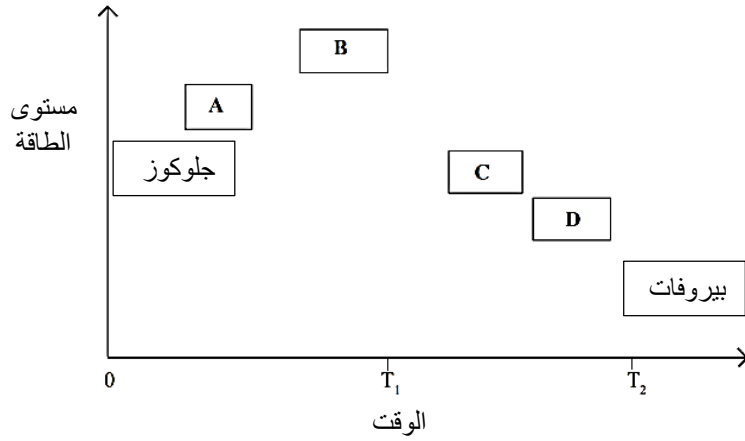 B
A
مستوى
الطاقة
جلوكوز
C
D
بيروفات
0
T₁
T₂
الوقت